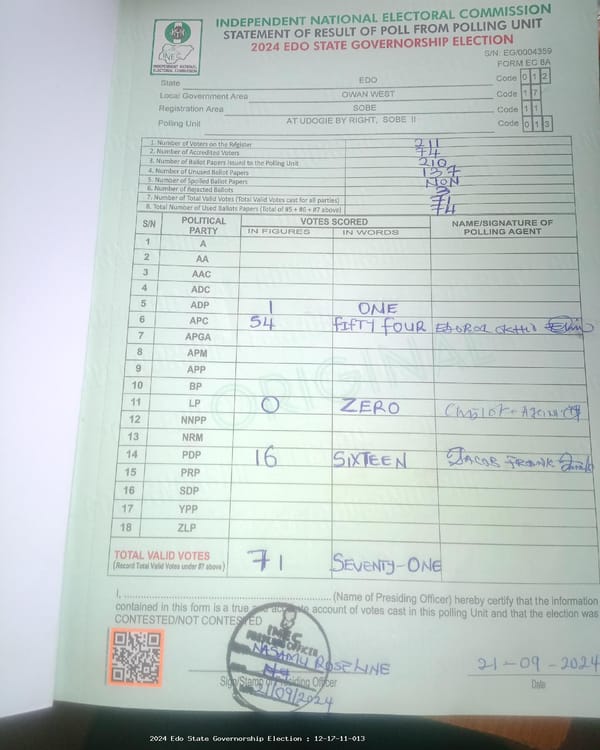 INDEPENDENT NATIONAL ELECTORAL COMMISSION
STATEMENT OF RESULT OF POLL FROM POLLING UNIT
2024 EDO STATE GOVERNORSHIP ELECTION
INEC
INDEPENDENT NATIONAL ELECTORAL COMMISSION
S/N: EG/0004359
FORM EG 8A
State EDO Code 0 1 2
Local Government Area OWAN WEST Code 1 7
Registration Area SOBE Code 1 1
Polling Unit AT UDOGIE BY RIGHT, SOBE II Code 0 1 3
1. Number of Voters on the Register 211
2. Number of Accredited Voters 74
3. Number of Ballot Papers Issued to the Polling Unit 210
4. Number of Unused Ballot Papers 137
5. Number of Spoiled Ballot Papers NON
6. Number of Rejected Ballots 3
7. Number of Total Valid Votes (Total Valid Votes cast for all parties) 71
8. Total Number of Used Ballots Papers (Total of #5 + #6 + #7 above) 74
S/N POLITICAL PARTY VOTES SCORED NAME/SIGNATURE OF POLLING AGENT
IN FIGURES IN WORDS
1 A
2 AA
3 AAC
4 ADC
5 ADP 1 ONE
6 APC 54 FIFTY FOUR
7 APGA
8 APM
9 APP
10 BP
11 LP 0 ZERO
12 NNPP
13 NRM
14 PDP 16 SIXTEEN JACOB FRANK
15 PRP
16 SDP
17 YPP
18 ZLP
TOTAL VALID VOTES 71 SEVENTY-ONE
(Record Total Valid Votes under #7 above)
ORIGINAL
I, (Name of Presiding Officer) hereby certify that the information
contained in this form is a true account of votes cast in this polling Unit and that the election was
CONTESTED/NOT CONTESTED
INEC
PRESIDING OFFICER
NASAMU ROSELINE
21/09/2024
Sign/Stamp of Presiding Officer
21-09-2024
Date
2024 Edo State Governorship Election : 12-17-11-013